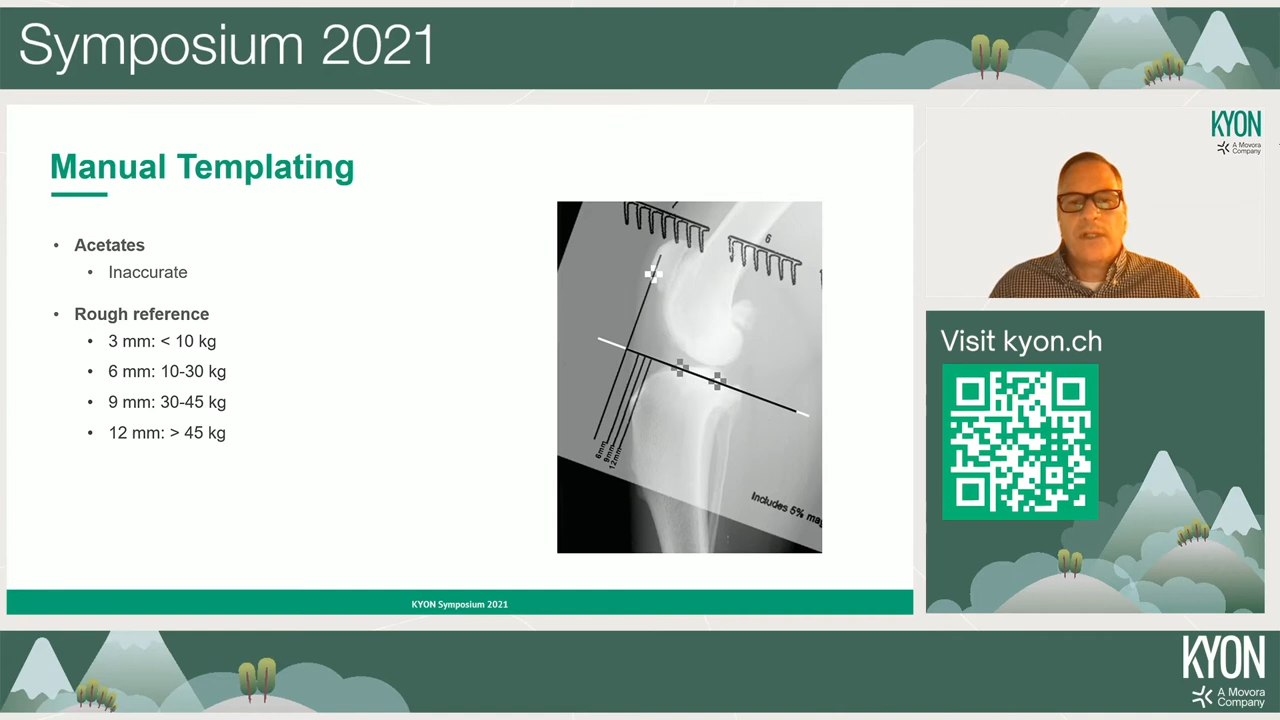 Symposium 2021
Manual Templating
• Acetates
• Inaccurate
• Rough reference
• 3 mm: < 10 kg
• 6 mm: 10-30 kg
• 9 mm: 30-45 kg
• 12 mm: > 45 kg
6
6mm
9mm
12mm
Includes 5% mag
KYON Symposium 2021
KYON
A Movora
Company
Visit kyon.ch
KYON
A Movora
Company